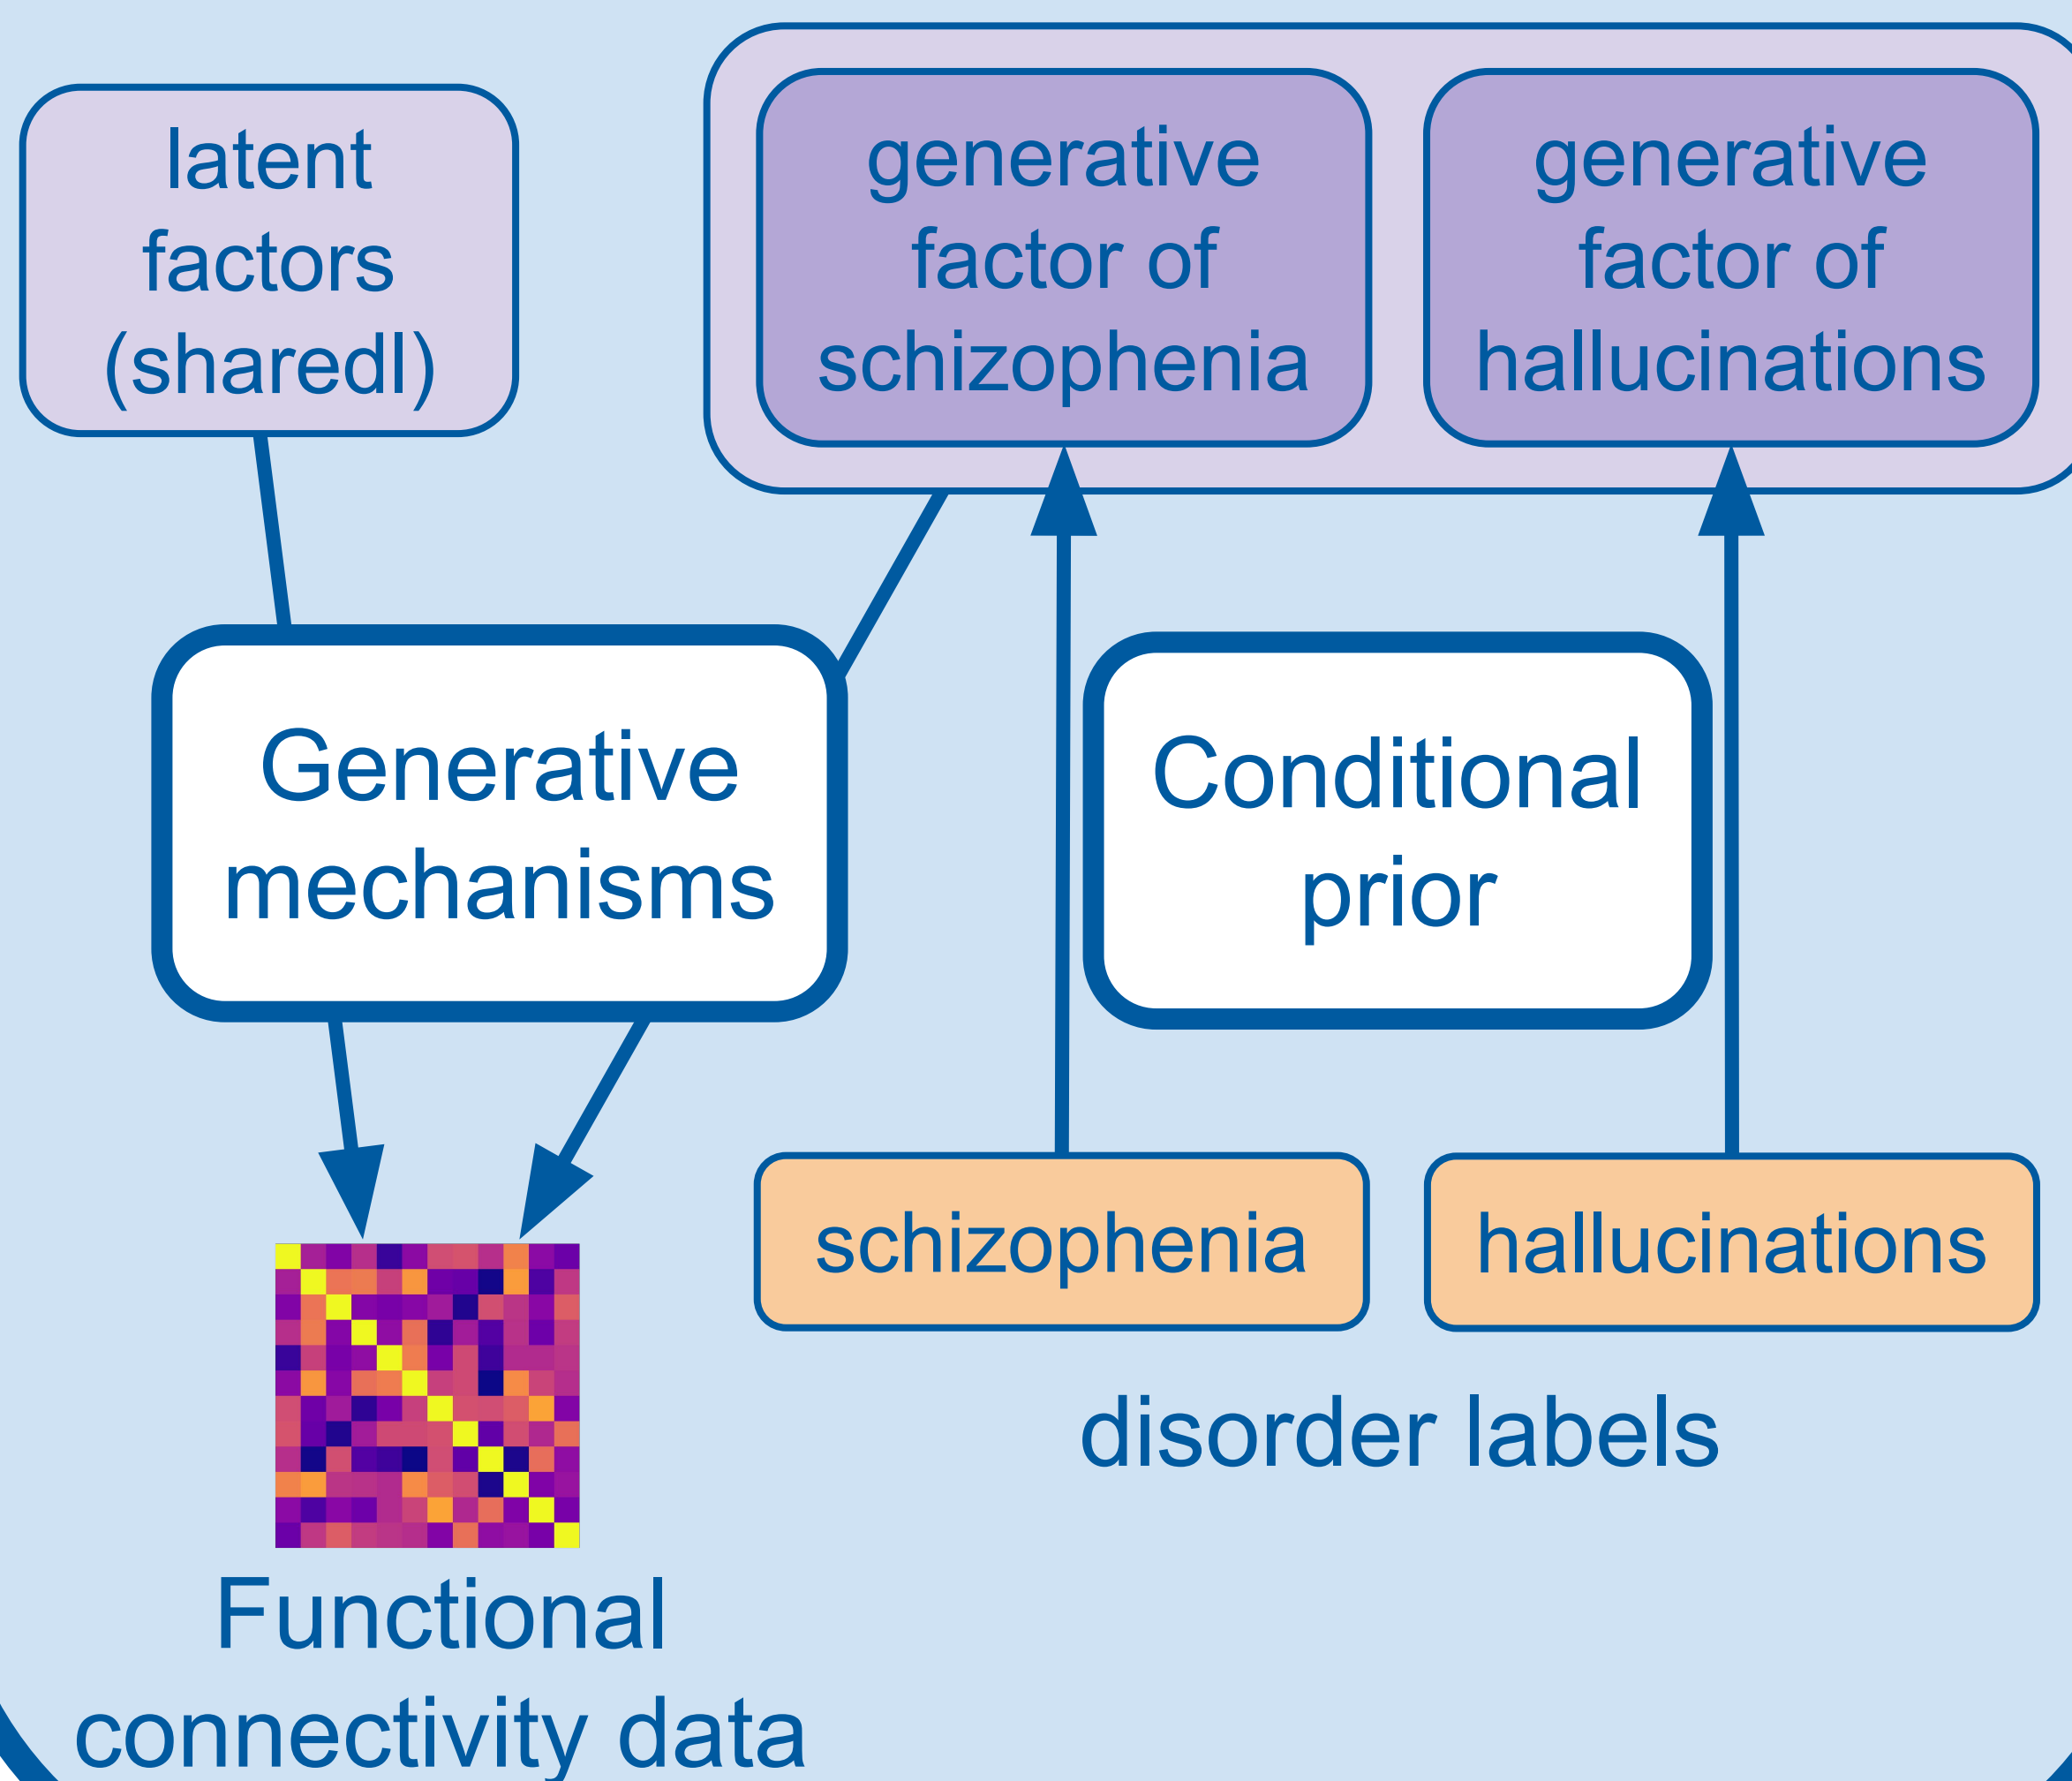 latent
factors
(sharedl)
generative
factor of
schizophenia
generative
factor of
hallucinations
Generative
mechanisms
Conditional
prior
schizophenia
hallucinations
disorder labels
Functional
connectivity data